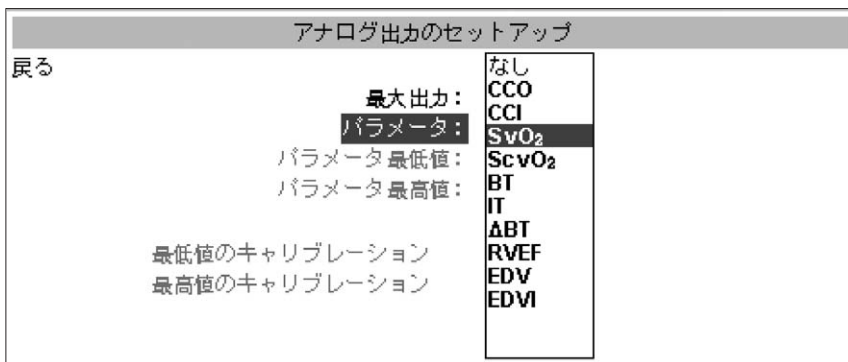 アナログ出力のセットアップ
戻る
最大出力：
パラメータ：
パラメータ最低値：
パラメータ最高値：
最低値のキャリブレーション
最高値のキャリブレーション
なし
CCO
CCI
SvO₂
ScvO₂
BT
IT
ΔBT
RVEF
EDV
EDVI